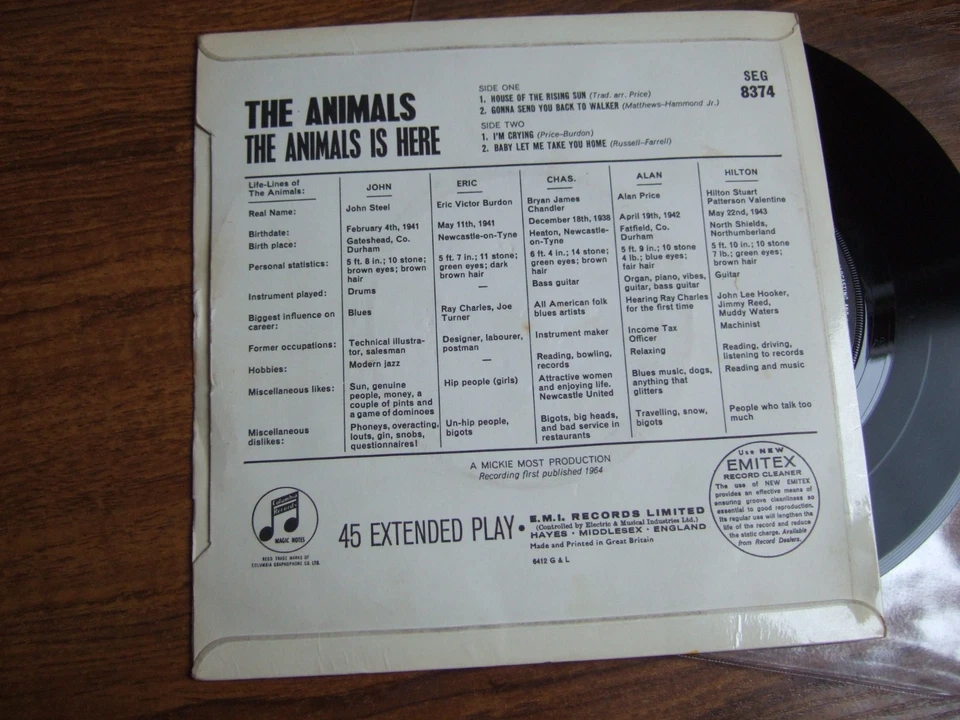 THE ANIMALS
THE ANIMALS IS HERE
SIDE ONE
1. HOUSE OF THE RISING SUN (Trad. arr. Price)
2. GONNA SEND YOU BACK TO WALKER (Matthews–Hammond Jr.)
SIDE TWO
1. I'M CRYING (Price–Burdon)
2. BABY LET ME TAKE YOU HOME (Russell–Farrell)
SEG
8374
Life-Lines of
The Animals:
JOHN
ERIC
CHAS.
ALAN
HILTON
Real Name:
John Steel
Eric Victor Burdon
Bryan James
Chandler
Alan Price
Hilton Stuart
Patterson Valentine
Birthdate:
February 4th, 1941
May 11th, 1941
December 18th, 1938
April 19th, 1942
May 22nd, 1943
Birth place:
Gateshead, Co.
Durham
Newcastle-on-Tyne
Heaton, Newcastle-
on-Tyne
Fatfield, Co.
Durham
North Shields,
Northumberland
Personal statistics:
5 ft. 8 in.; 10 stone;
brown eyes; brown
hair
5 ft. 7 in.; 11 stone;
green eyes; dark
brown hair
6 ft. 4 in.; 14 stone;
green eyes; brown
hair
5 ft. 9 in.; 10 stone
4 lb.; blue eyes;
fair hair
5 ft. 10 in.; 10 stone
7 lb.; green eyes;
brown hair
Instrument played:
Drums
—
Bass guitar
Organ, piano, vibes,
guitar, bass guitar
Guitar
Biggest influence on
career:
Blues
Ray Charles, Joe
Turner
All American folk
blues artists
Hearing Ray Charles
for the first time
John Lee Hooker,
Jimmy Reed,
Muddy Waters
Former occupations:
Technical illustra-
tor, salesman
Designer, labourer,
postman
Instrument maker
Income Tax
Officer
Machinist
Hobbies:
Modern jazz
—
Reading, bowling,
records
Relaxing
Reading, driving,
listening to records
Miscellaneous likes:
Sun, genuine
people, money, a
couple of pints and
a game of dominoes
Hip people (girls)
Attractive women
and enjoying life.
Newcastle United
Blues music, dogs,
anything that
glitters
Reading and music
Miscellaneous
dislikes:
Phoneys, overacting,
louts, gin, snobs,
questionnaires!
Un-hip people,
bigots
Bigots, big heads,
and bad service in
restaurants
Travelling, snow,
bigots
People who talk too
much
A MICKIE MOST PRODUCTION
Recording first published 1964
Columbia
Records
MAGIC NOTES
REGD. TRADE MARKS OF
COLUMBIA GRAPHOPHONE CO. LTD.
45 EXTENDED PLAY •
E.M.I. RECORDS LIMITED
(Controlled by Electric & Musical Industries Ltd.)
HAYES · MIDDLESEX · ENGLAND
Made and Printed in Great Britain
6412 G & L
Use NEW
EMITEX
RECORD CLEANER
The use of NEW EMITEX
provides an effective means of
ensuring groove cleanliness so
essential to good reproduction.
Its regular use will lengthen the
life of the record and reduce
the static charge. Available
from Record Dealers.